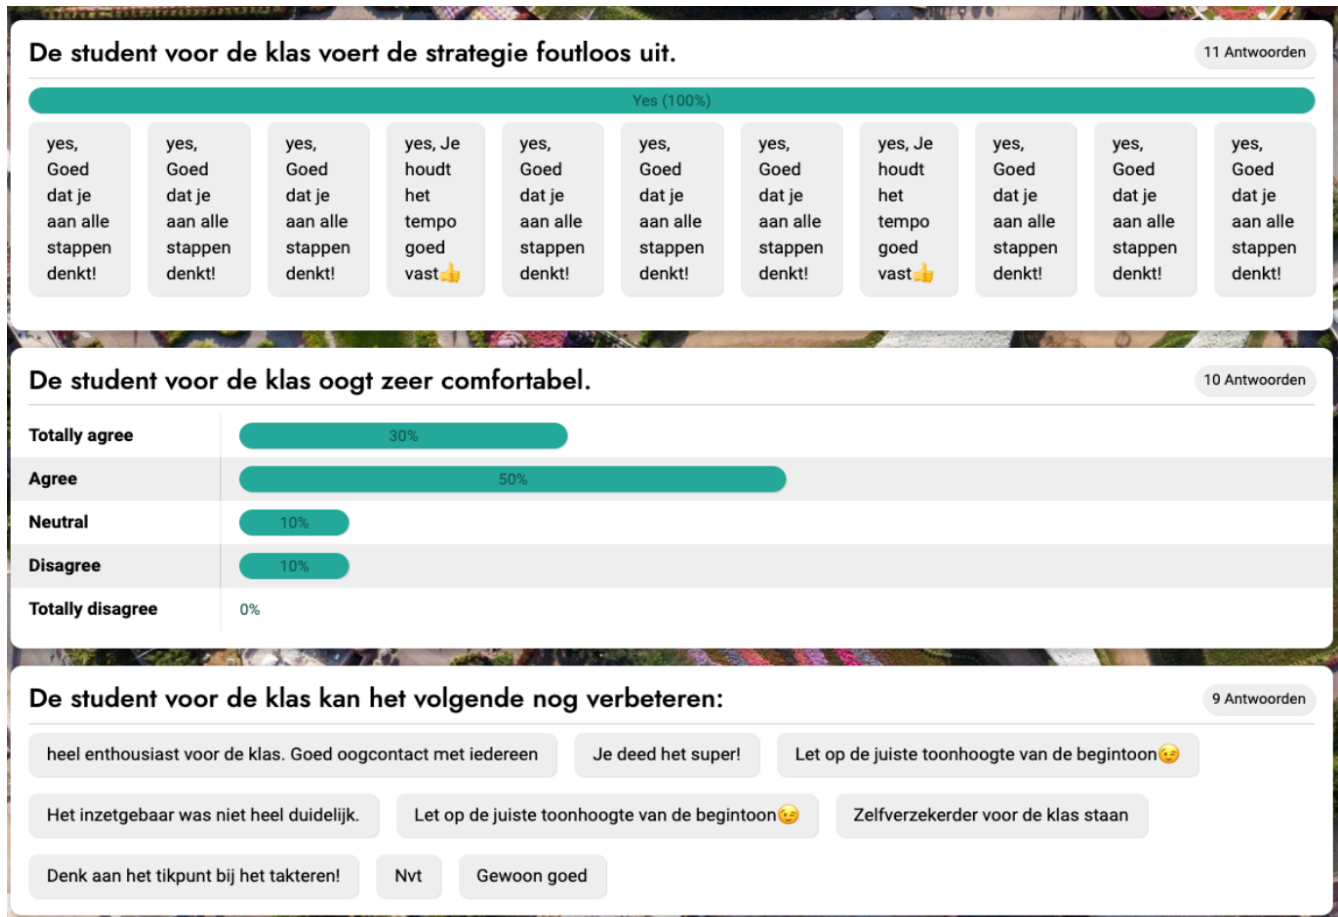 De student voor de klas voert de strategie foutloos uit.
11 Antwoorden
Yes (100%)
yes,
Goed
dat je
aan alle
stappen
denkt!
yes,
Goed
dat je
aan alle
stappen
denkt!
yes,
Goed
dat je
aan alle
stappen
denkt!
yes, Je
houdt
het
tempo
goed
vast👍
yes,
Goed
dat je
aan alle
stappen
denkt!
yes,
Goed
dat je
aan alle
stappen
denkt!
yes,
Goed
dat je
aan alle
stappen
denkt!
yes, Je
houdt
het
tempo
goed
vast👍
yes,
Goed
dat je
aan alle
stappen
denkt!
yes,
Goed
dat je
aan alle
stappen
denkt!
yes,
Goed
dat je
aan alle
stappen
denkt!
De student voor de klas oogt zeer comfortabel.
10 Antwoorden
Totally agree 30%
Agree 50%
Neutral 10%
Disagree 10%
Totally disagree 0%
De student voor de klas kan het volgende nog verbeteren:
9 Antwoorden
heel enthousiast voor de klas. Goed oogcontact met iedereen
Je deed het super!
Let op de juiste toonhoogte van de begintoon😉
Het inzetgebaar was niet heel duidelijk.
Let op de juiste toonhoogte van de begintoon😉
Zelfverzekerder voor de klas staan
Denk aan het tikpunt bij het takteren!
Nvt
Gewoon goed